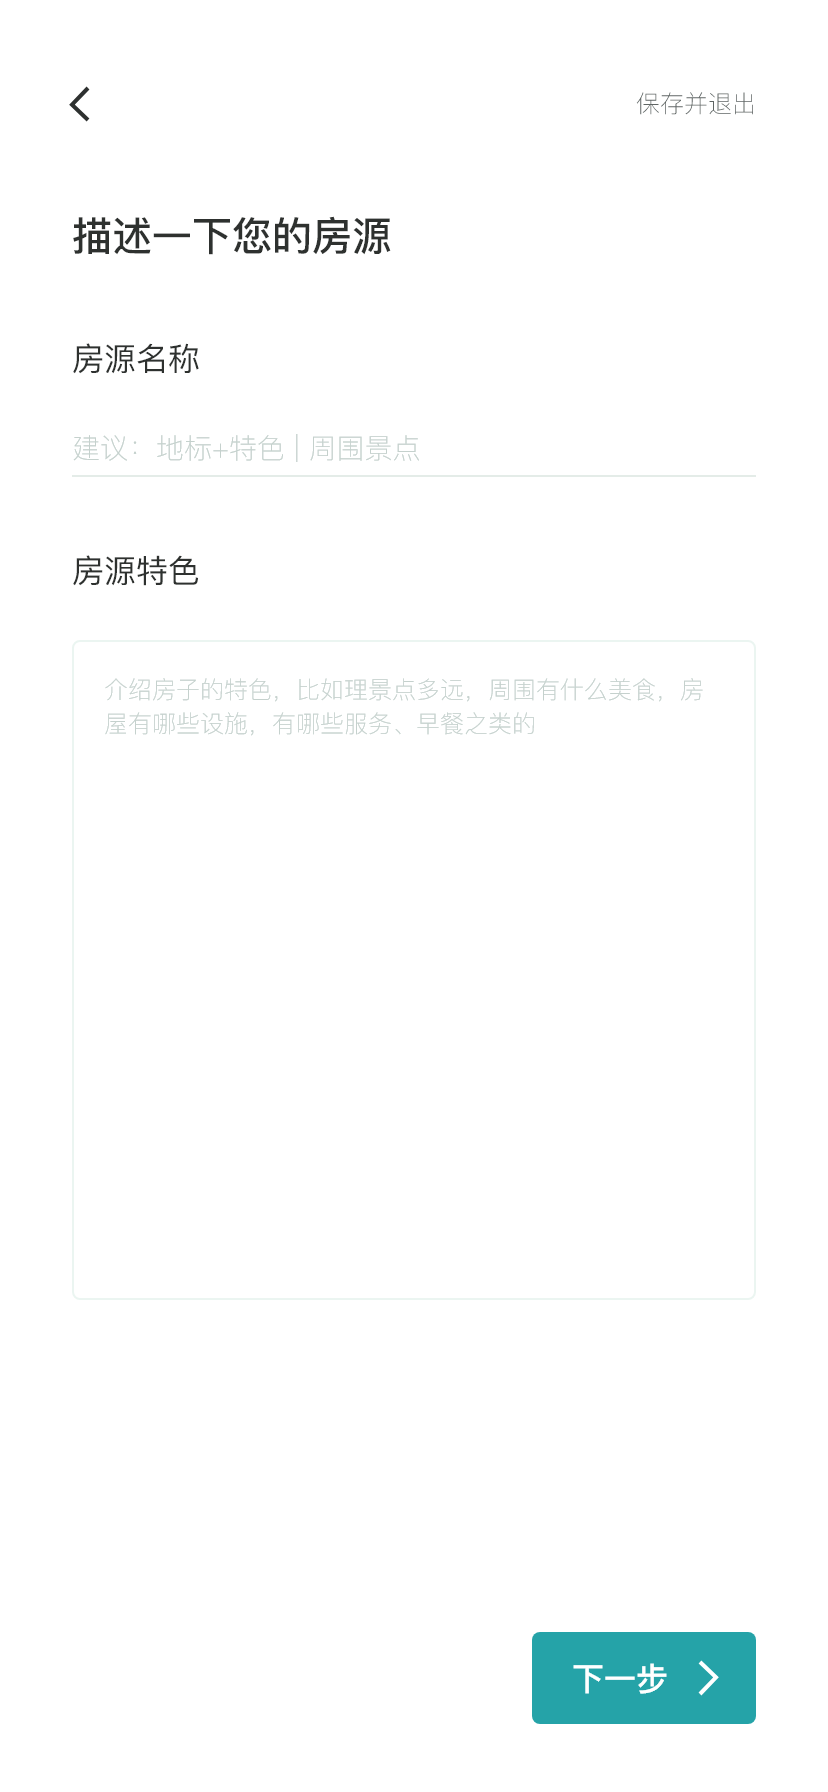 保存并退出
描述一下您的房源
房源名称
建议：地标+特色 | 周围景点
房源特色
介绍房子的特色，比如理景点多远，周围有什么美食，房
屋有哪些设施，有哪些服务、早餐之类的
下一步